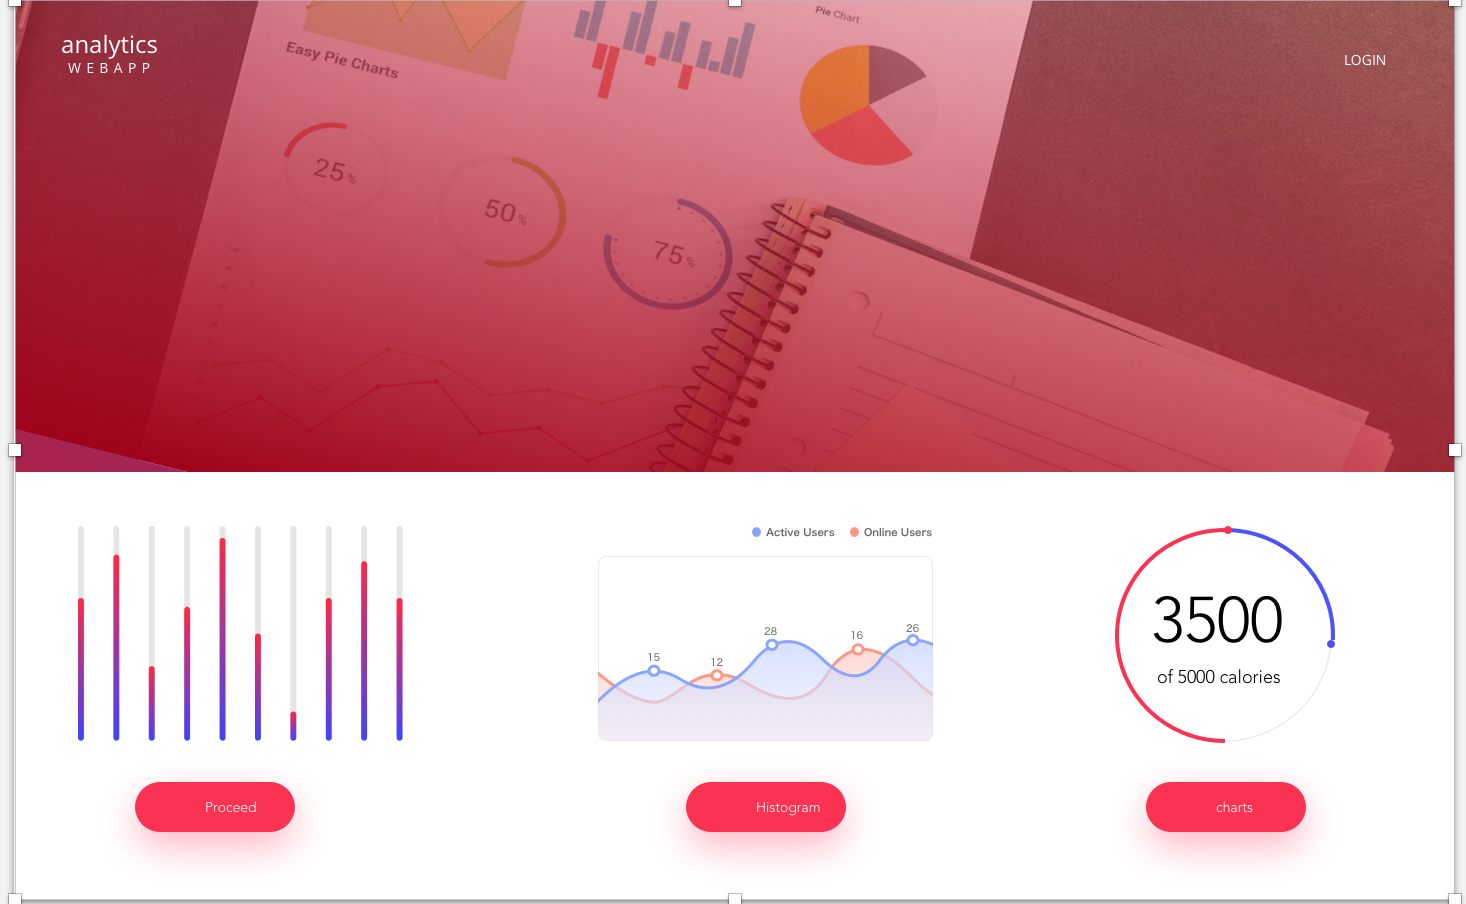 analytics
WEBAPP
LOGIN
Easy Pie Charts
Pie Chart
25%
50%
75%
Active Users
Online Users
15
12
28
16
26
3500
of 5000 calories
Proceed
Histogram
charts